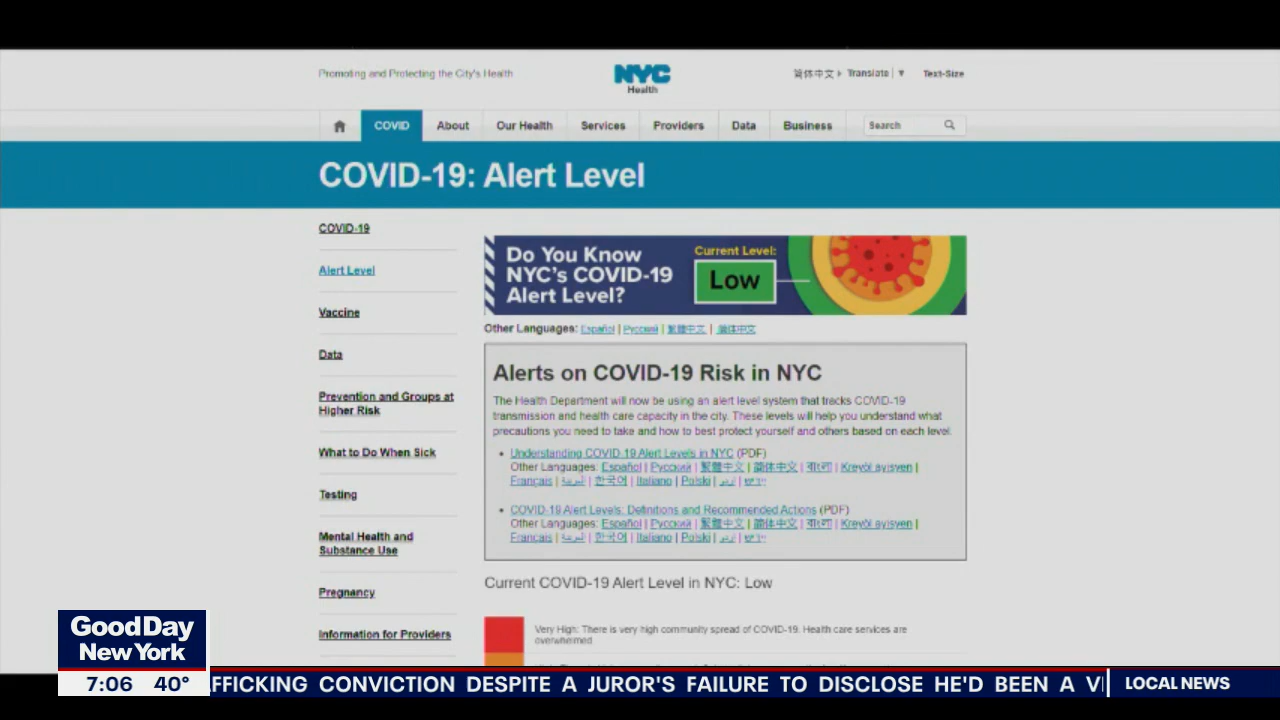 Promoting and Protecting the City's Health
NYC
Health
简体中文 Translate ▼ Text-Size
COVID About Our Health Services Providers Data Business Search
COVID-19: Alert Level
COVID-19
Alert Level
Vaccine
Data
Prevention and Groups at
Higher Risk
What to Do When Sick
Testing
Mental Health and
Substance Use
Pregnancy
Information for Providers
Do You Know
NYC's COVID-19
Alert Level?
Current Level:
Low
Other Languages: Español | Русский | 繁體中文 | 简体中文
Alerts on COVID-19 Risk in NYC
The Health Department will now be using an alert level system that tracks COVID-19
transmission and health care capacity in the city. These levels will help you understand what
precautions you need to take and how to best protect yourself and others based on each level.
• Understanding COVID-19 Alert Levels in NYC (PDF)
Other Languages: Español | Русский | 繁體中文 | 简体中文 | বাংলা | Kreyòl ayisyen |
Français | العربية | 한국어 | Italiano | Polski | اردو |
• COVID-19 Alert Levels: Definitions and Recommended Actions (PDF)
Other Languages: Español | Русский | 繁體中文 | 简体中文 | বাংলা | Kreyòl ayisyen |
Français | العربية | 한국어 | Italiano | Polski | اردو |
Current COVID-19 Alert Level in NYC: Low
Very High: There is very high community spread of COVID-19. Health care services are
overwhelmed
Good Day
New York
7:06 40°
FFICKING CONVICTION DESPITE A JUROR'S FAILURE TO DISCLOSE HE'D BEEN A VI
LOCAL NEWS